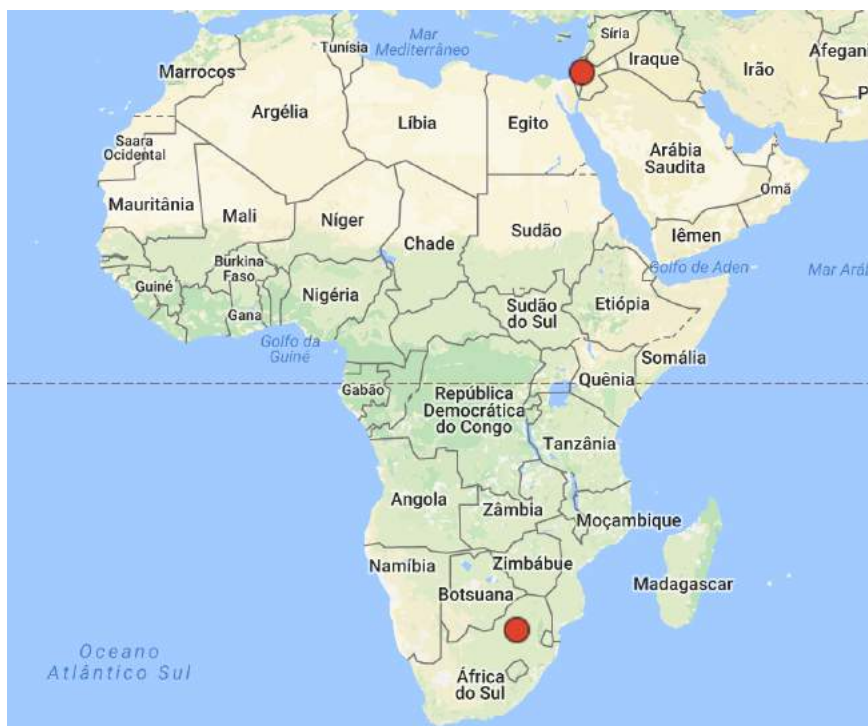 Mar
Mediterrâneo
Síria
Tunísia
Marrocos
Iraque
Irão
Afegani
P
Argélia
Líbia
Egito
Saara
Ocidental
Arábia
Saudita
Omã
Mauritânia
Mali
Níger
Chade
Sudão
Iêmen
Golfo de Aden
Mar Aráb
Burkina
Faso
Guiné
Nigéria
Gana
Sudão
do Sul
Etiópia
Golfo da
Guiné
Somália
Gabão
Quênia
República
Democrática
do Congo
Tanzânia
Angola
Zâmbia
Moçambique
Namíbia
Zimbábue
Botsuana
Madagascar
Oceano
Atlântico Sul
África
do Sul